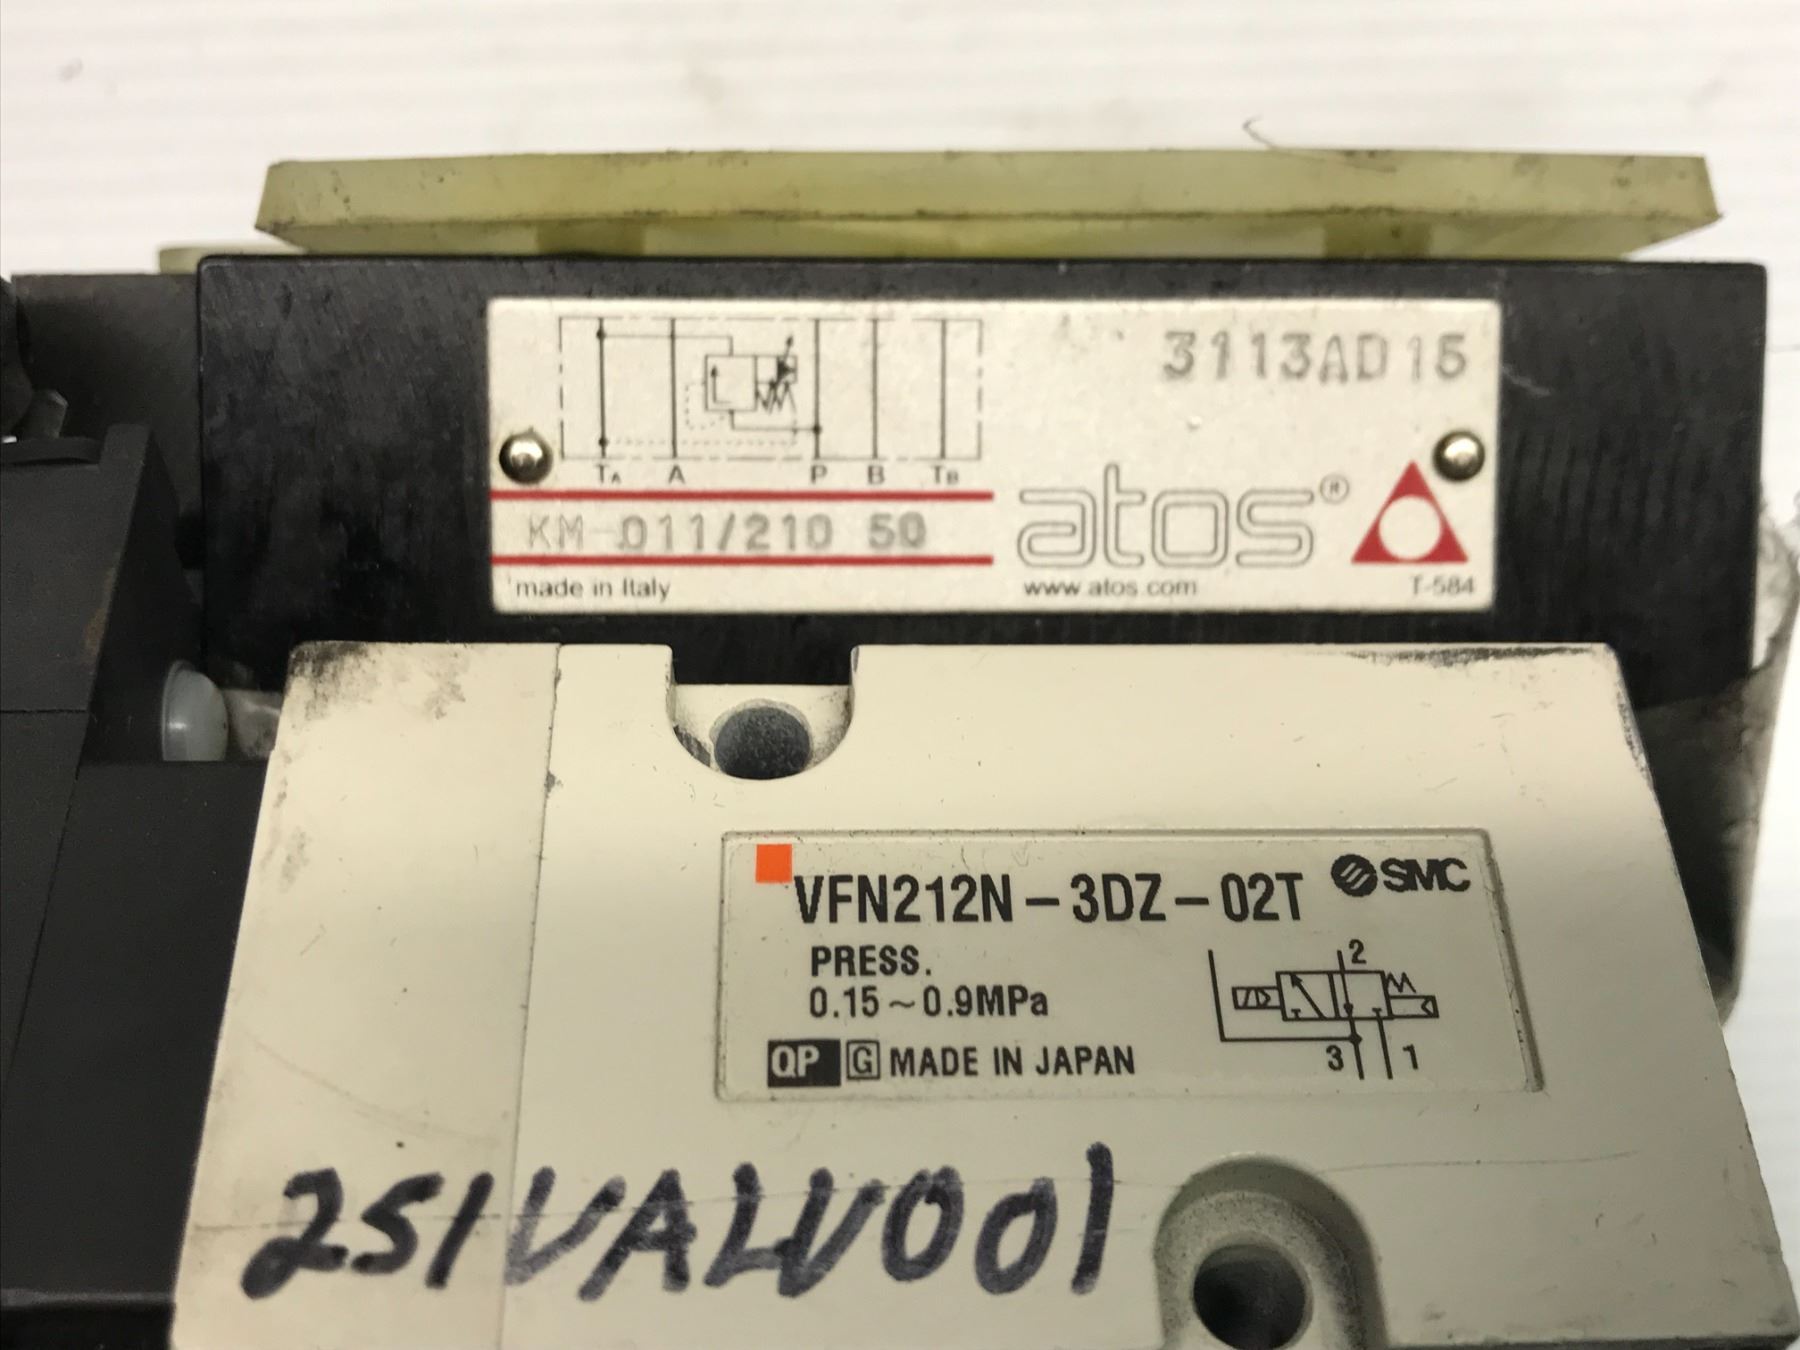 3113AD15
TA A P B TB
KM-011/210 50
atos®
made in Italy
www.atos.com
T-584
VFN212N-3DZ-02T
SMC
PRESS.
0.15~0.9MPa
2
3 1
QP G MADE IN JAPAN
251VALV001